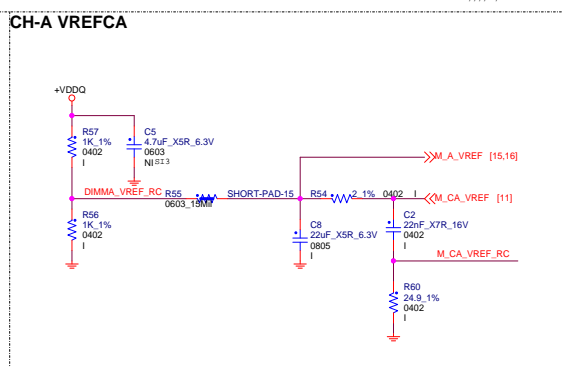 CH-A VREFCA
+VDDQ
R57
1K_1%
0402
I
C5
4.7uF_X5R_6.3V
0603
NI SI3
M_A_VREF [15,16]
DIMMA_VREF_RC
R55
0603_15Mil
SHORT-PAD-15
R54
2_1%
0402
I
M_CA_VREF [11]
R56
1K_1%
0402
I
C8
22uF_X5R_6.3V
0805
I
C2
22nF_X7R_16V
0402
I
M_CA_VREF_RC
R60
24.9_1%
0402
I